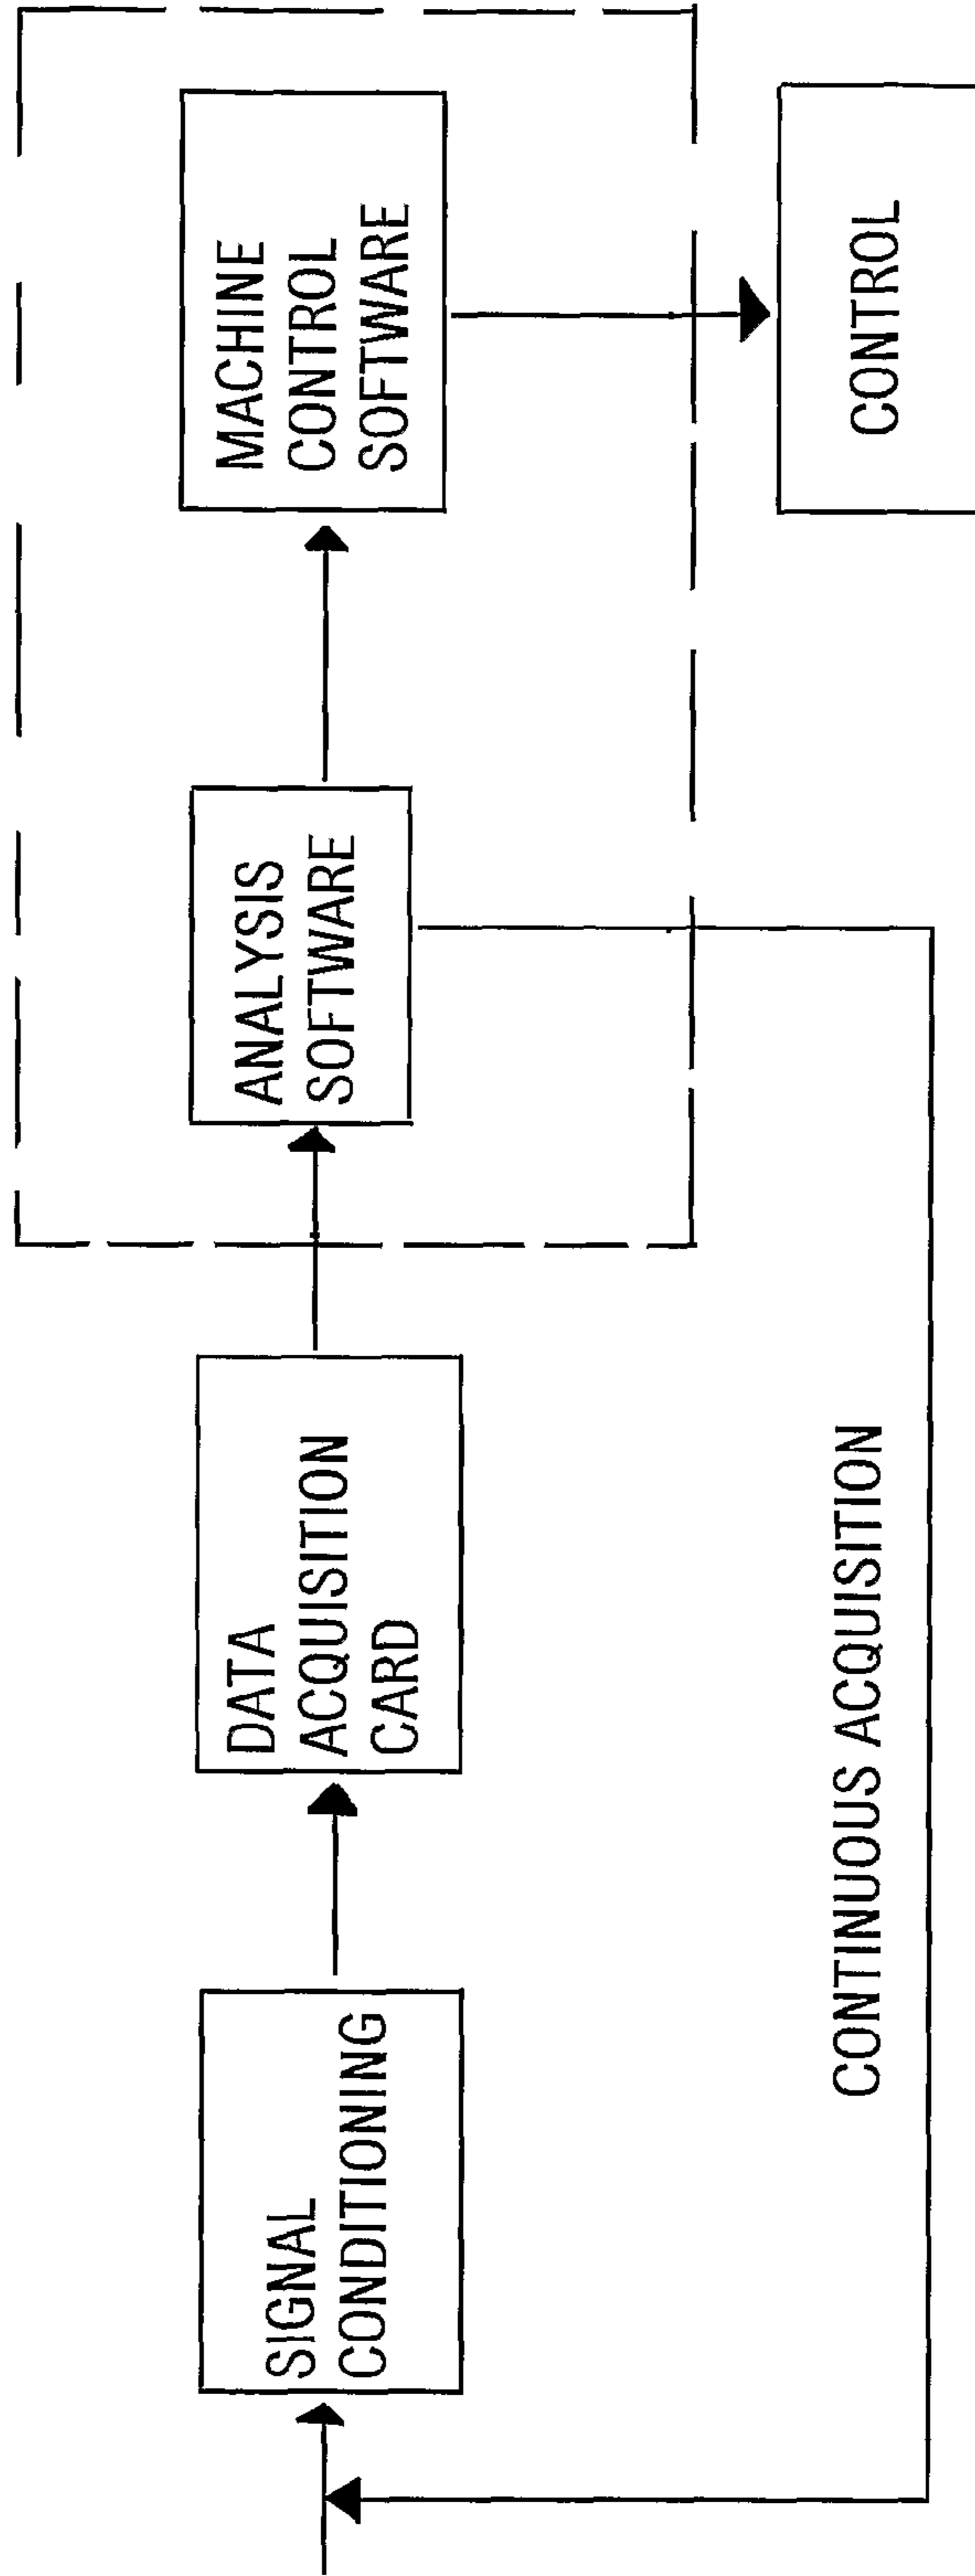 SIGNAL
CONDITIONING
DATA
ACQUISITION
CARD
ANALYSIS
SOFTWARE
MACHINE
CONTROL
SOFTWARE
CONTINUOUS ACQUISITION
CONTROL